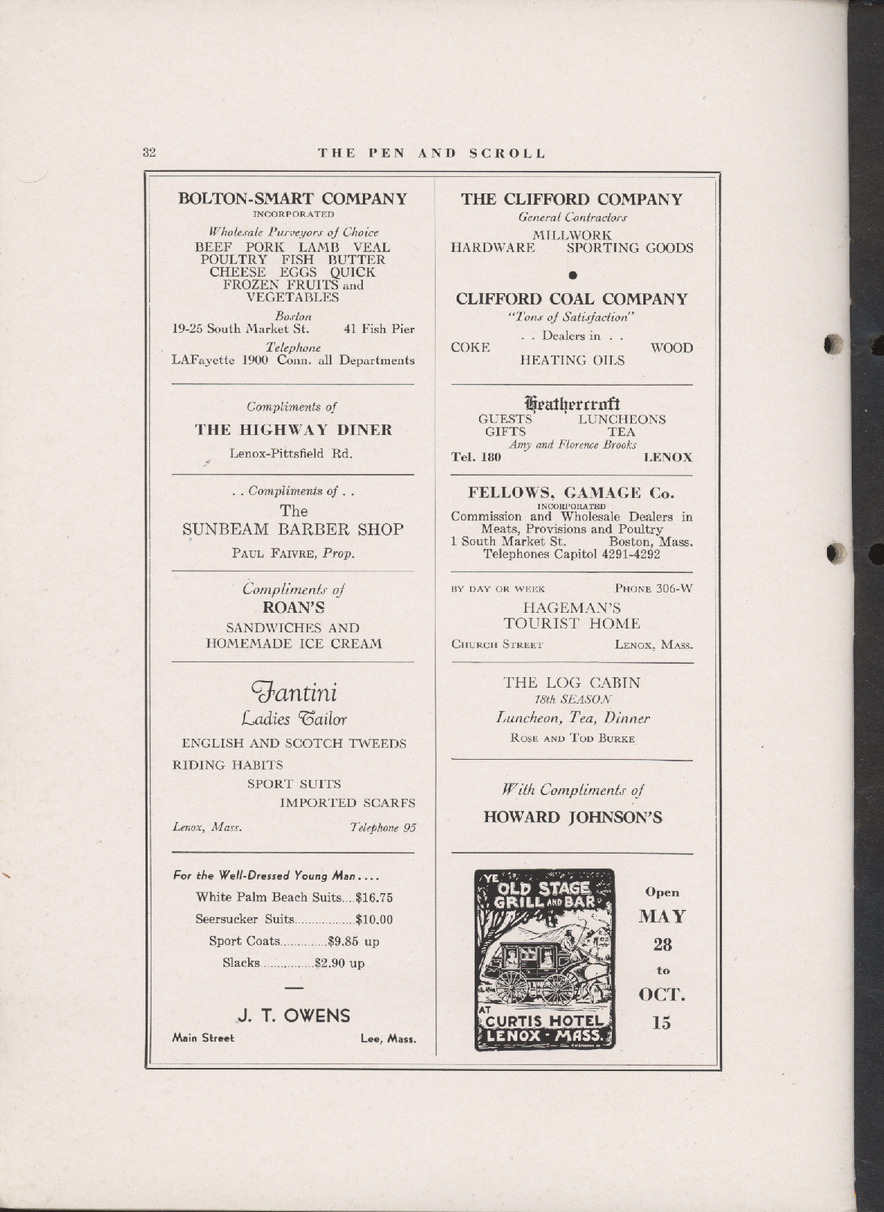 32
THE PEN AND SCROLL
BOLTON-SMART COMPANY
INCORPORATED
Wholesale Purveyors of Choice
BEEF PORK LAMB VEAL
POULTRY FISH BUTTER
CHEESE EGGS QUICK
FROZEN FRUITS and
VEGETABLES
Boston
19-25 South Market St. 41 Fish Pier
Telephone
LAFayette 1900 Conn. all Departments
Compliments of
THE HIGHWAY DINER
Lenox-Pittsfield Rd.
. . Compliments of . .
The
SUNBEAM BARBER SHOP
PAUL FAIVRE, Prop.
Compliments of
ROAN'S
SANDWICHES AND
HOMEMADE ICE CREAM
Fantini
Ladies Tailor
ENGLISH AND SCOTCH TWEEDS
RIDING HABITS
SPORT SUITS
IMPORTED SCARFS
Lenox, Mass. Telephone 95
For the Well-Dressed Young Man....
White Palm Beach Suits....$16.75
Seersucker Suits.................$10.00
Sport Coats.............$9.85 up
Slacks...............$2.90 up
J. T. OWENS
Main Street Lee, Mass.
THE CLIFFORD COMPANY
General Contractors
MILLWORK
HARDWARE SPORTING GOODS
CLIFFORD COAL COMPANY
"Tons of Satisfaction"
. . Dealers in . .
COKE WOOD
HEATING OILS
Heathercroft
GUESTS LUNCHEONS
GIFTS TEA
Amy and Florence Brooks
Tel. 180 LENOX
FELLOWS, GAMAGE Co.
INCORPORATED
Commission and Wholesale Dealers in
Meats, Provisions and Poultry
1 South Market St. Boston, Mass.
Telephones Capitol 4291-4292
BY DAY OR WEEK PHONE 306-W
HAGEMAN'S
TOURIST HOME
CHURCH STREET LENOX, MASS.
THE LOG CABIN
18th SEASON
Luncheon, Tea, Dinner
ROSE AND TOD BURKE
With Compliments of
HOWARD JOHNSON'S
YE
OLD STAGE
GRILL AND BAR
AT
CURTIS HOTEL
LENOX - MASS.
Open
MAY
28
to
OCT.
15